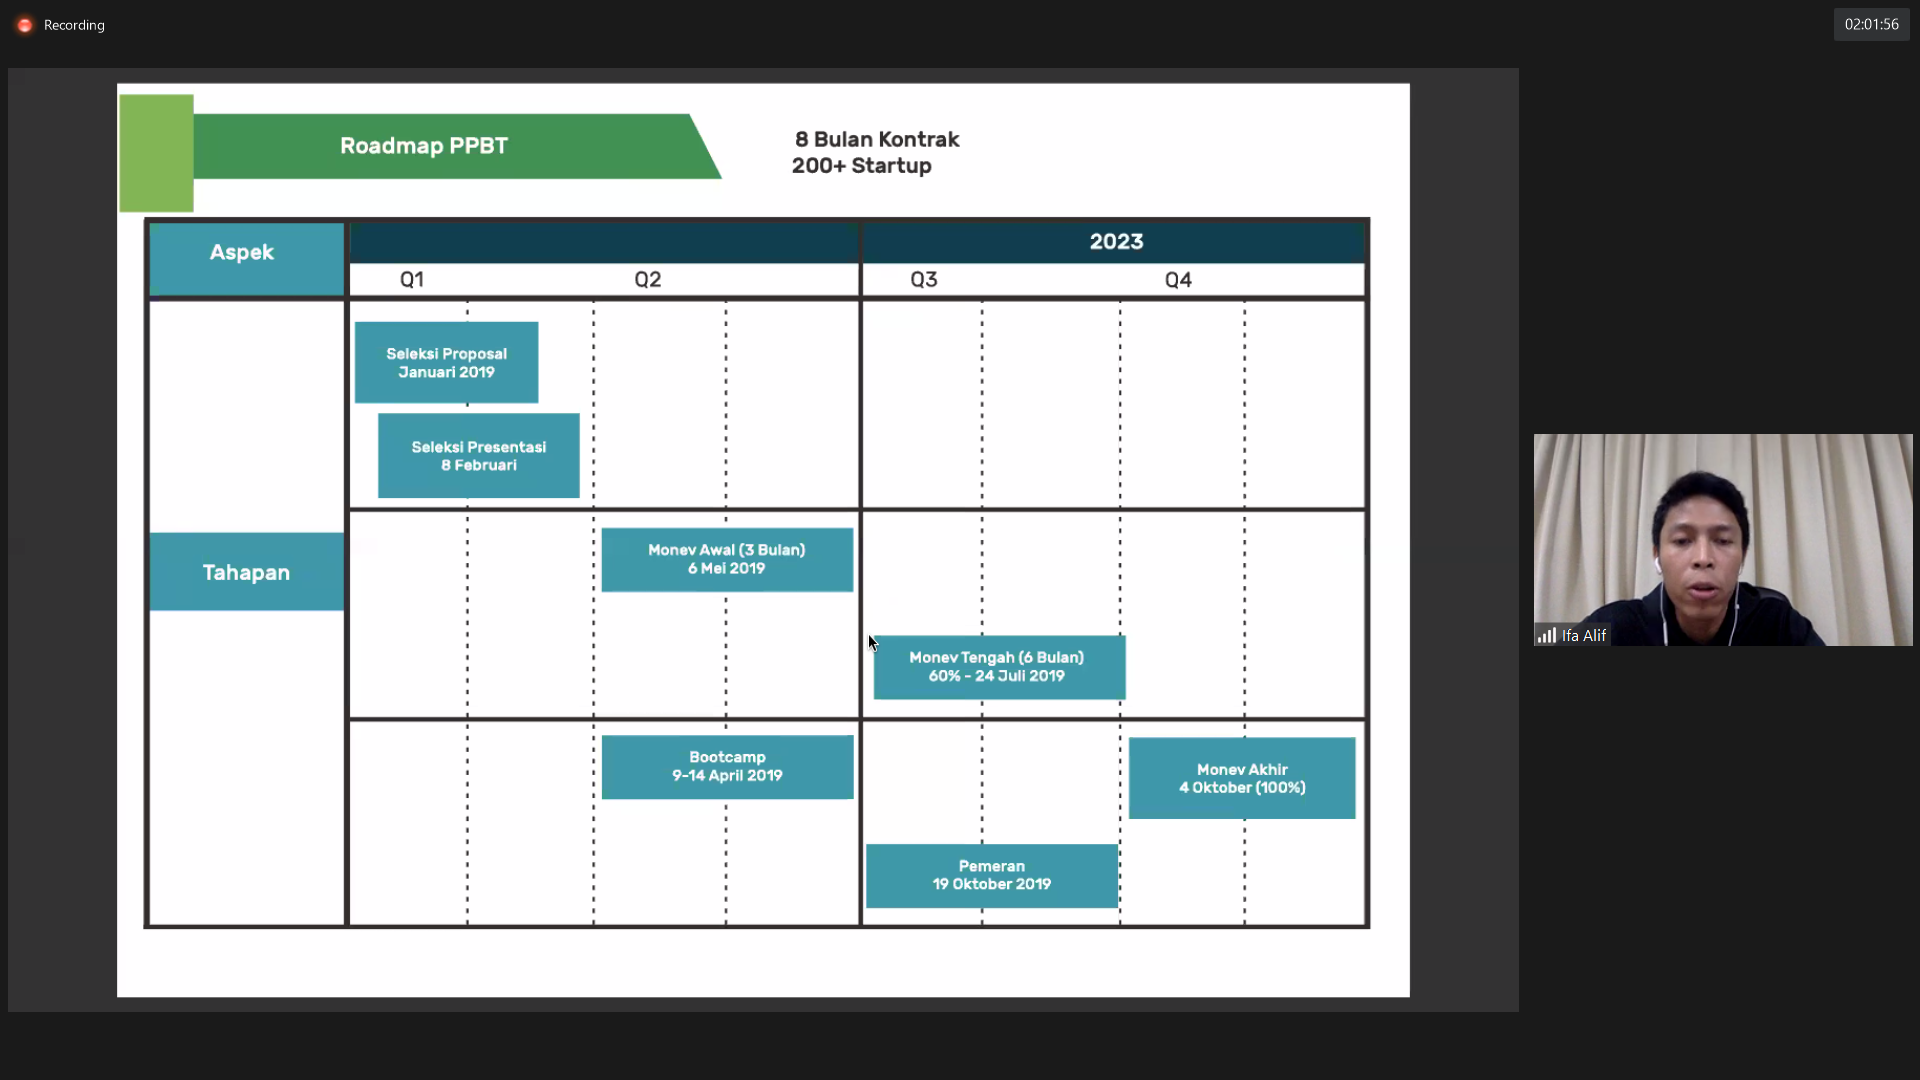 Recording
02:01:56
Roadmap PPBT
8 Bulan Kontrak
200+ Startup
Aspek
2023
Q1
Q2
Q3
Q4
Seleksi Proposal
Januari 2019
Seleksi Presentasi
8 Februari
Tahapan
Monev Awal (3 Bulan)
6 Mei 2019
Monev Tengah (6 Bulan)
60% - 24 Juli 2019
Bootcamp
9-14 April 2019
Monev Akhir
4 Oktober (100%)
Pemeran
19 Oktober 2019
Ifa Alif